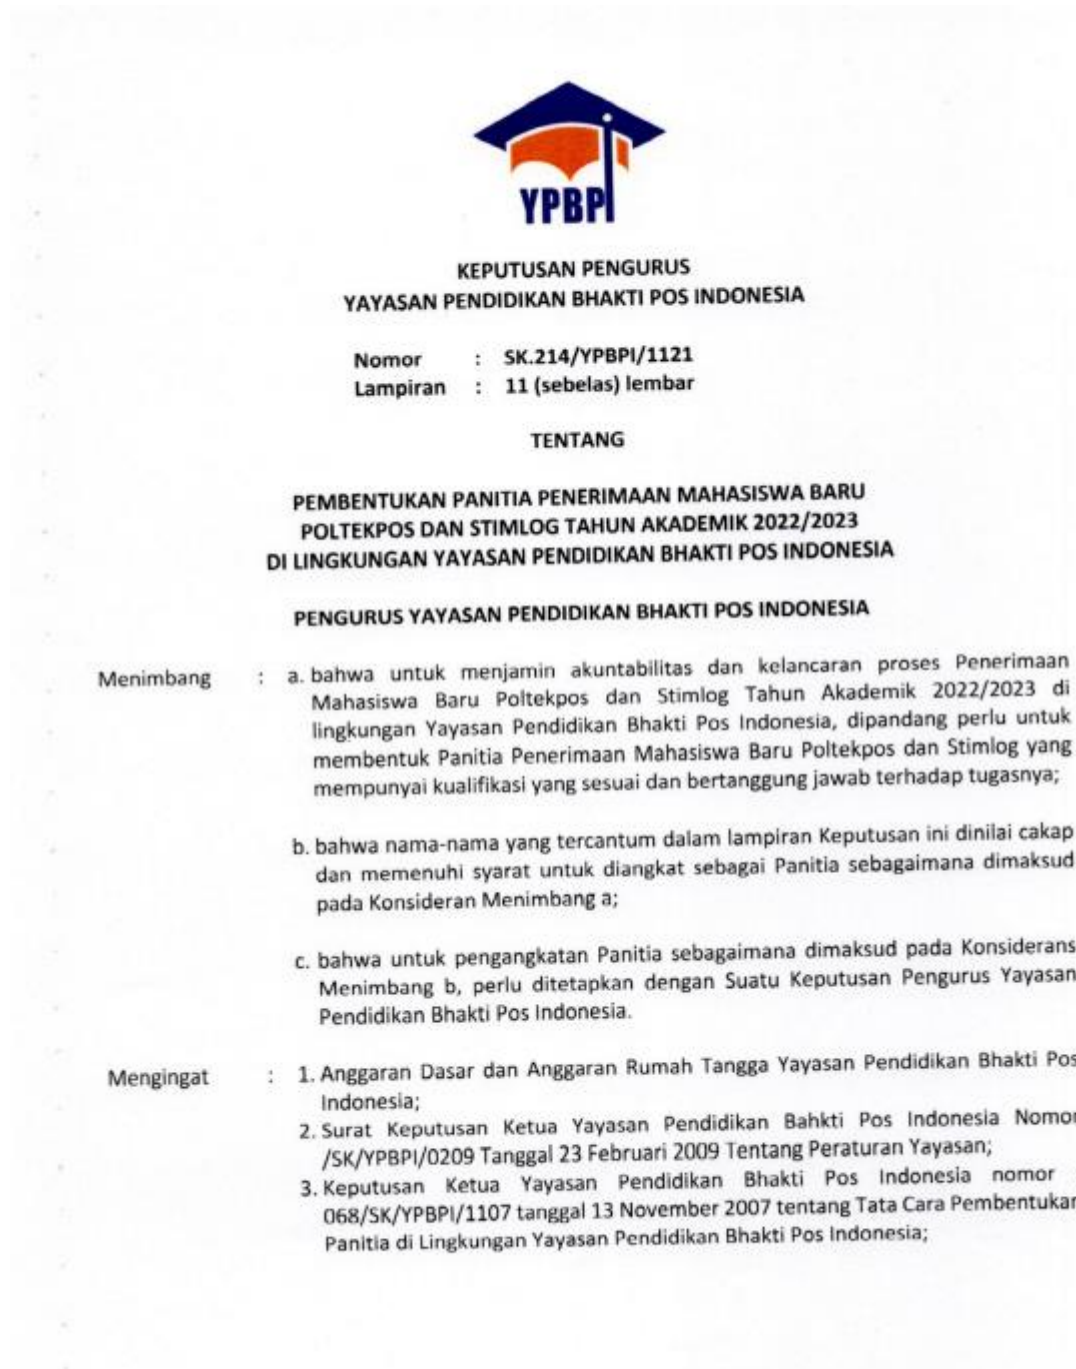 YPBPI
KEPUTUSAN PENGURUS
YAYASAN PENDIDIKAN BHAKTI POS INDONESIA
Nomor : SK.214/YPBPI/1121
Lampiran : 11 (sebelas) lembar
TENTANG
PEMBENTUKAN PANITIA PENERIMAAN MAHASISWA BARU
POLTEKPOS DAN STIMLOG TAHUN AKADEMIK 2022/2023
DI LINGKUNGAN YAYASAN PENDIDIKAN BHAKTI POS INDONESIA
PENGURUS YAYASAN PENDIDIKAN BHAKTI POS INDONESIA
Menimbang : a. bahwa untuk menjamin akuntabilitas dan kelancaran proses Penerimaan
Mahasiswa Baru Poltekpos dan Stimlog Tahun Akademik 2022/2023 di
lingkungan Yayasan Pendidikan Bhakti Pos Indonesia, dipandang perlu untuk
membentuk Panitia Penerimaan Mahasiswa Baru Poltekpos dan Stimlog yang
mempunyai kualifikasi yang sesuai dan bertanggung jawab terhadap tugasnya;
b. bahwa nama-nama yang tercantum dalam lampiran Keputusan ini dinilai cakap
dan memenuhi syarat untuk diangkat sebagai Panitia sebagaimana dimaksud
pada Konsideran Menimbang a;
c. bahwa untuk pengangkatan Panitia sebagaimana dimaksud pada Konsiderans
Menimbang b, perlu ditetapkan dengan Suatu Keputusan Pengurus Yayasan
Pendidikan Bhakti Pos Indonesia.
Mengingat : 1. Anggaran Dasar dan Anggaran Rumah Tangga Yayasan Pendidikan Bhakti Pos
Indonesia;
2. Surat Keputusan Ketua Yayasan Pendidikan Bahkti Pos Indonesia Nomor
/SK/YPBPI/0209 Tanggal 23 Februari 2009 Tentang Peraturan Yayasan;
3. Keputusan Ketua Yayasan Pendidikan Bhakti Pos Indonesia nomor
068/SK/YPBPI/1107 tanggal 13 November 2007 tentang Tata Cara Pembentukan
Panitia di Lingkungan Yayasan Pendidikan Bhakti Pos Indonesia;